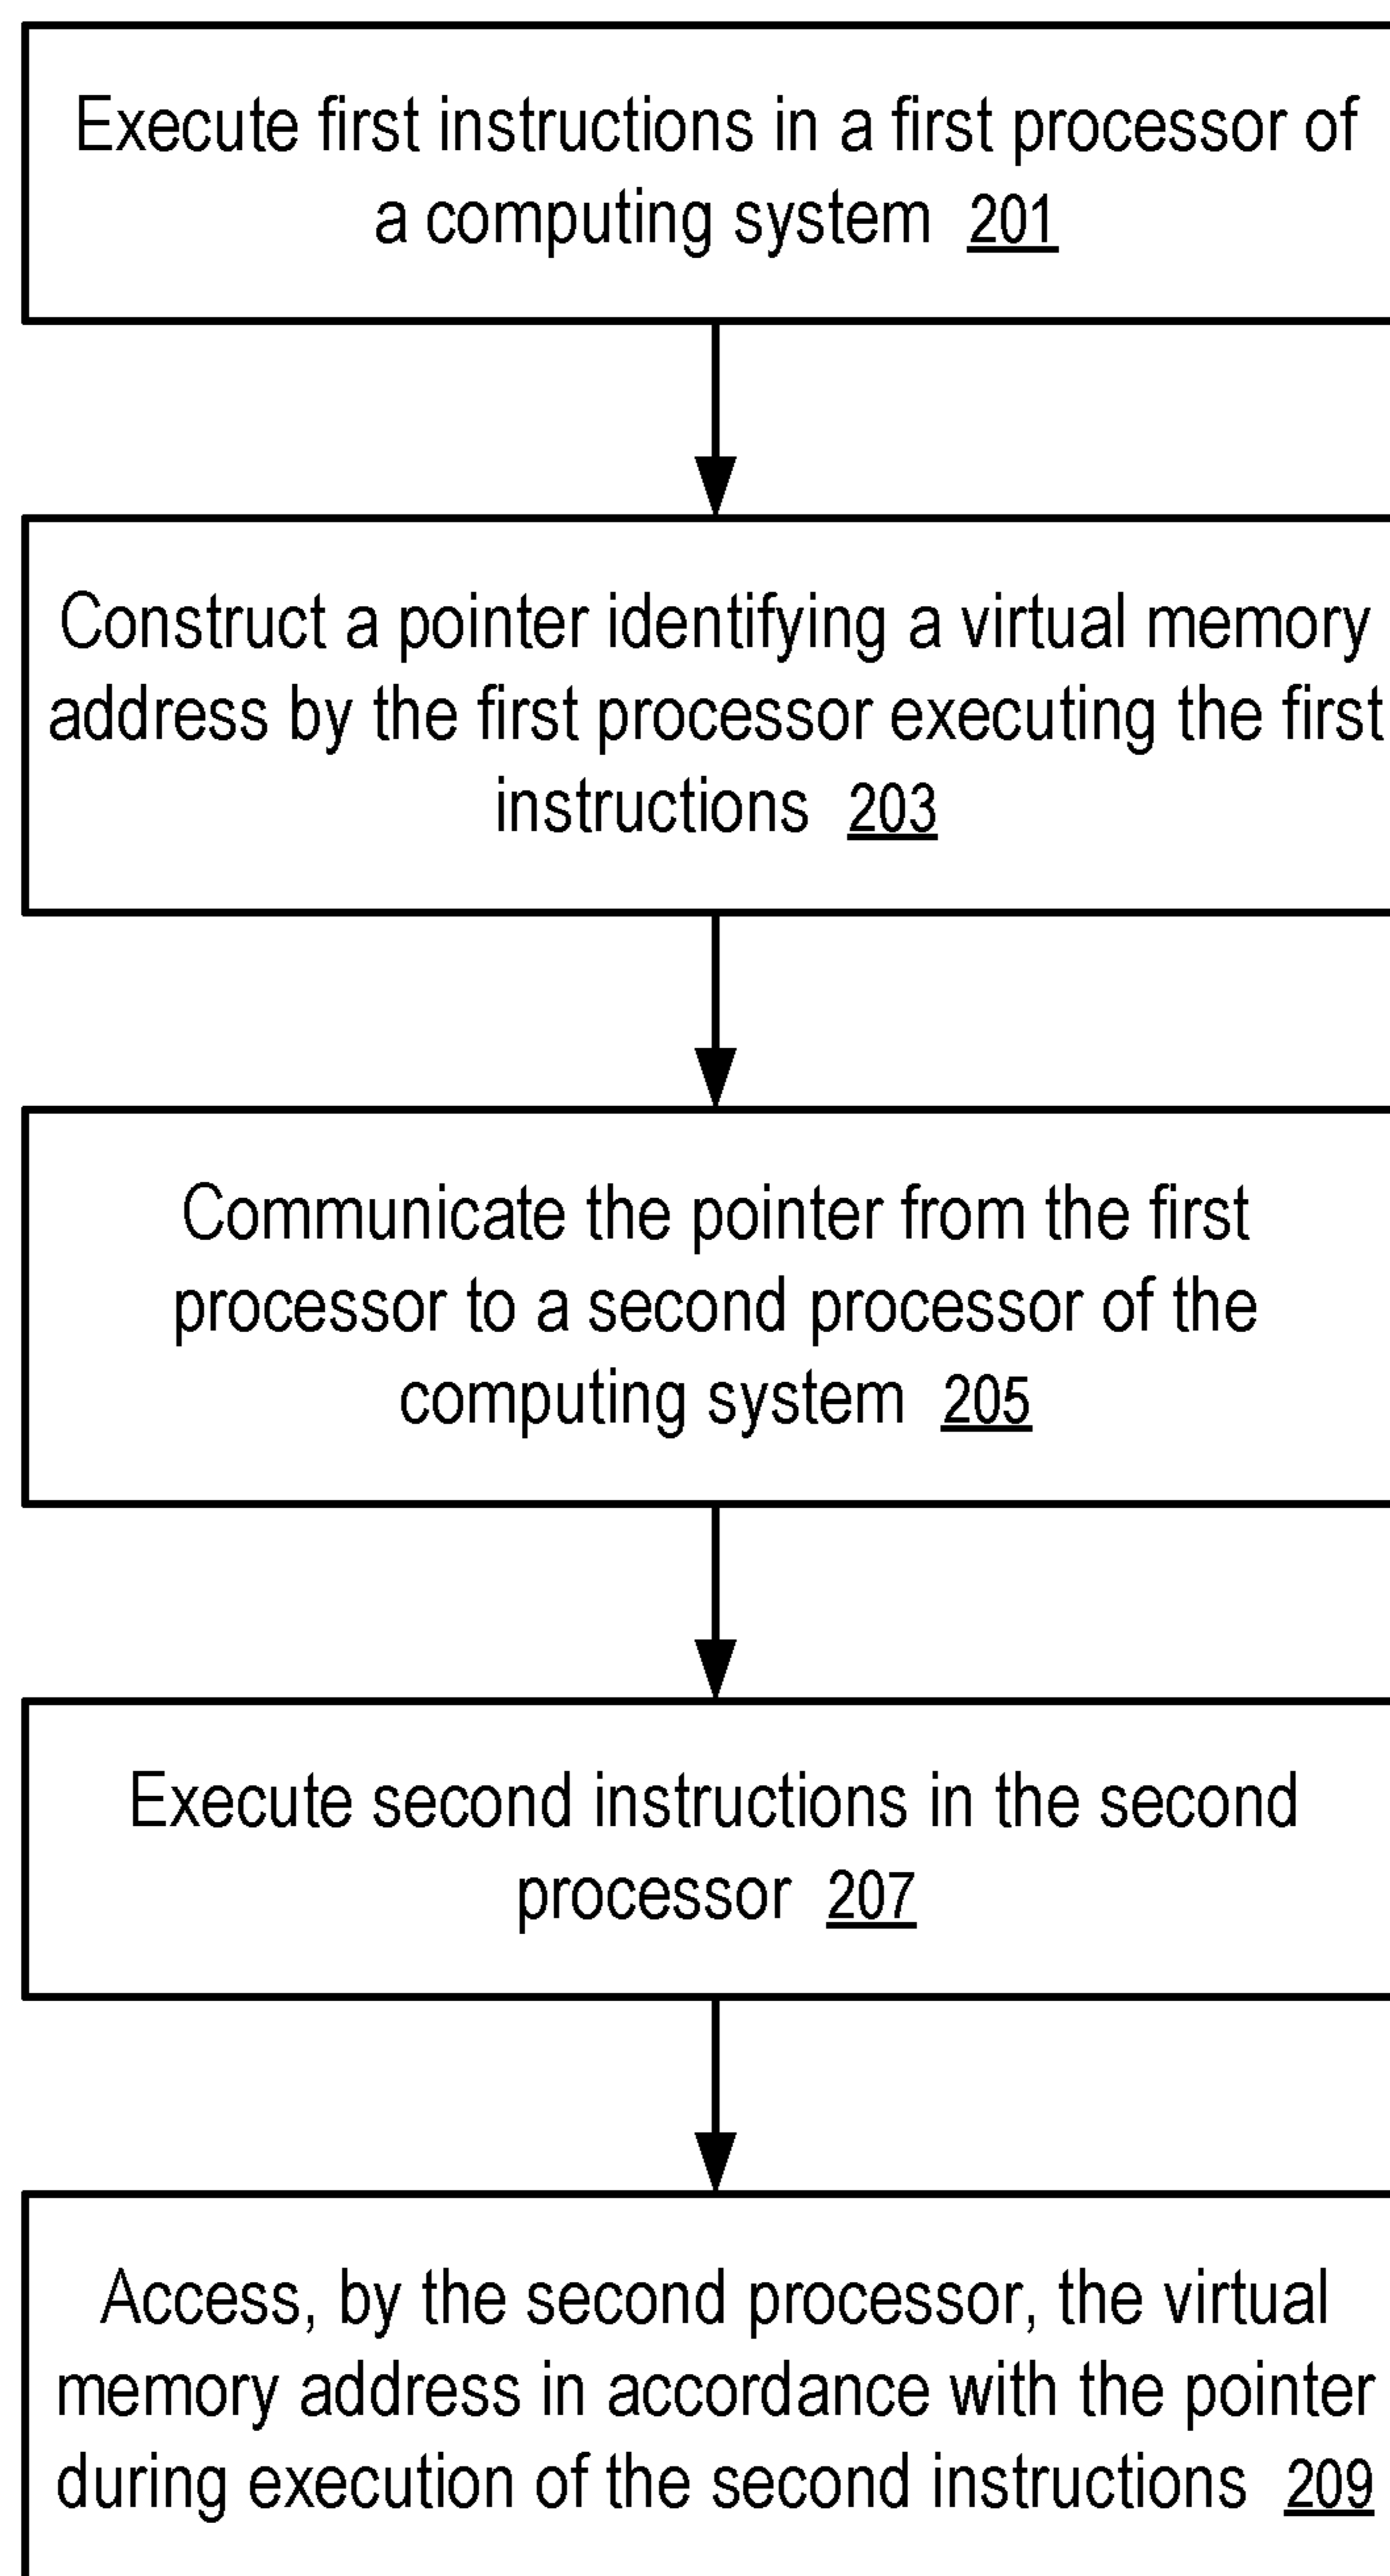 Execute first instructions in a first processor of
a computing system 201
Construct a pointer identifying a virtual memory
address by the first processor executing the first
instructions 203
Communicate the pointer from the first
processor to a second processor of the
computing system 205
Execute second instructions in the second
processor 207
Access, by the second processor, the virtual
memory address in accordance with the pointer
during execution of the second instructions 209